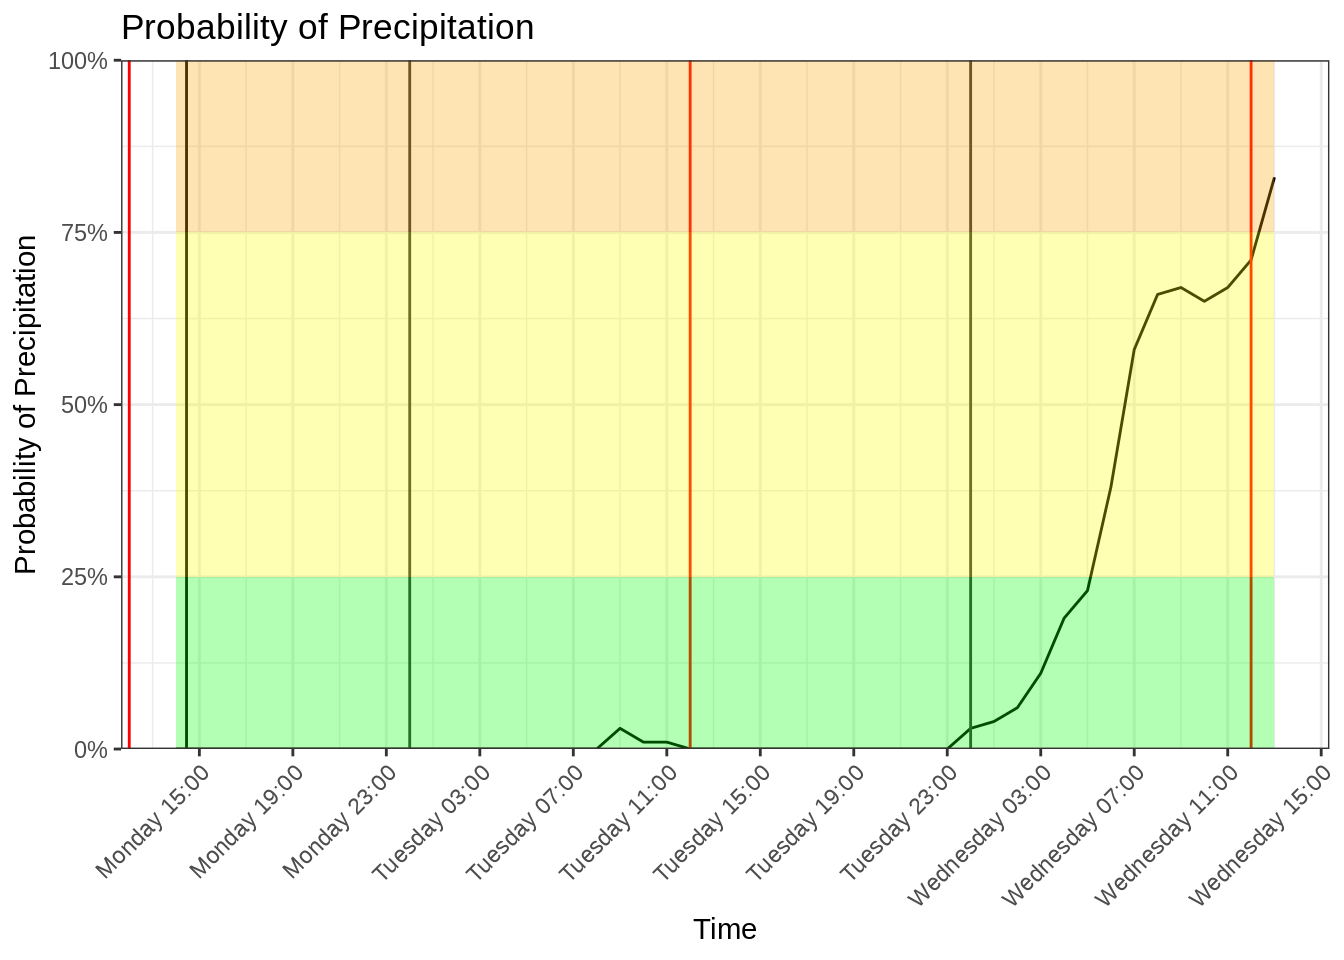 Probability of Precipitation
Probability of Precipitation
100%
75%
50%
25%
0%
Monday 15:00
Monday 19:00
Monday 23:00
Tuesday 03:00
Tuesday 07:00
Tuesday 11:00
Tuesday 15:00
Tuesday 19:00
Tuesday 23:00
Wednesday 03:00
Wednesday 07:00
Wednesday 11:00
Wednesday 15:00
Time